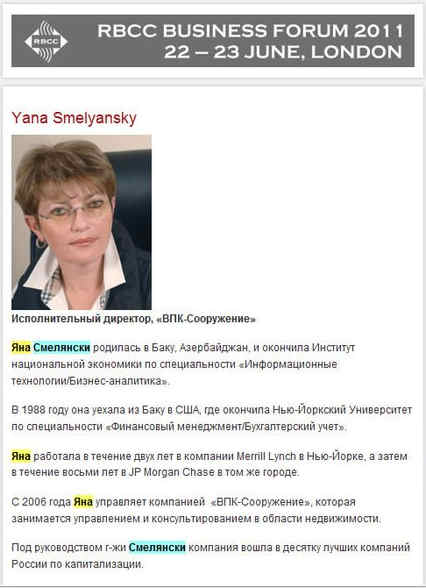 RBCC
RBCC BUSINESS FORUM 2011
22 – 23 JUNE, LONDON
Yana Smelyansky
Исполнительный директор, «ВПК-Сооружение»
Яна Смелянски родилась в Баку, Азербайджан, и окончила Институт
национальной экономики по специальности «Информационные
технологии/Бизнес-аналитика».
В 1988 году она уехала из Баку в США, где окончила Нью-Йоркский Университет
по специальности «Финансовый менеджмент/Бухгалтерский учет».
Яна работала в течение двух лет в компании Merrill Lynch в Нью-Йорке, а затем
в течение восьми лет в JP Morgan Chase в том же городе.
С 2006 года Яна управляет компанией «ВПК-Сооружение», которая
занимается управлением и консультированием в области недвижимости.
Под руководством г-жи Смелянски компания вошла в десятку лучших компаний
России по капитализации.